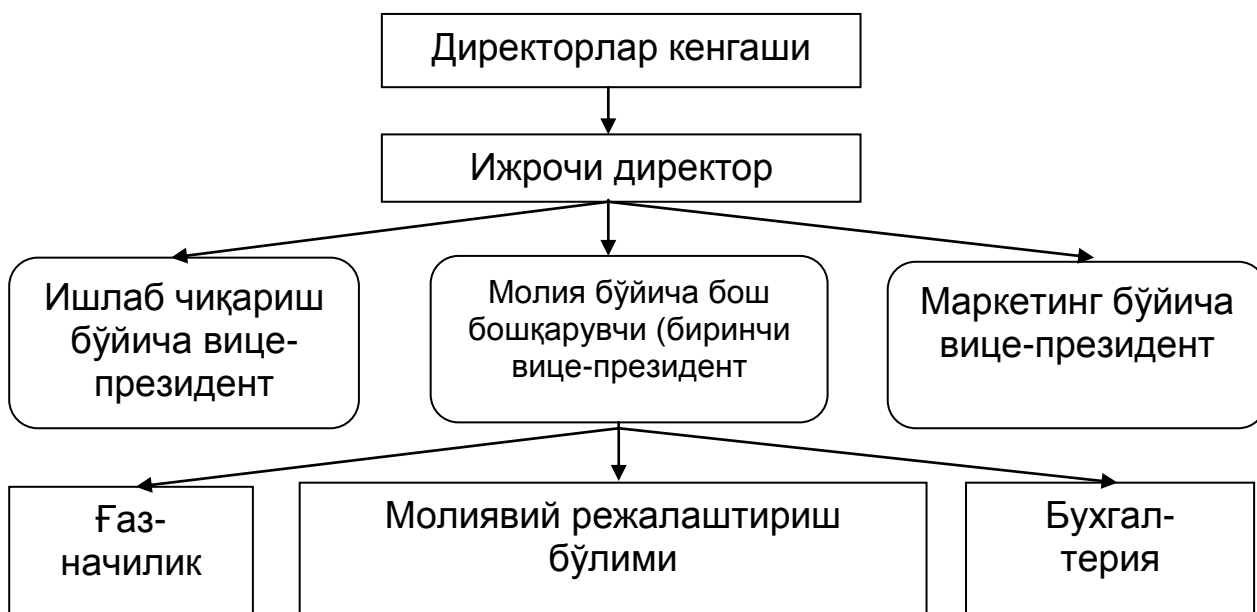 Директорлар кенгаши
Ижрочи директор
Ишлаб чиқариш
бўйича вице-
президент
Молия бўйича бош
бошқарувчи (биринчи
вице-президент
Маркетинг бўйича
вице-президент
Ғаз-
начилик
Молиявий режалаштириш
бўлими
Бухгал-
терия